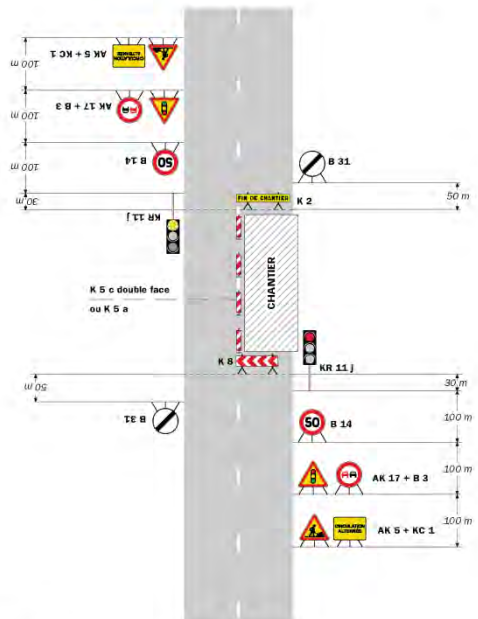 100 m
CIRCULATION ALTERNÉE
AK 5 + KC 1
100 m
AK 17 + B 3
100 m
50
B 14
30 m
KR 11 j
B 31
50 m
FIN DE CHANTIER
K 2
CHANTIER
K 5 c double face
ou K 5 a
K 8
KR 11 j
30 m
50 m
B 31
50
B 14
100 m
AK 17 + B 3
100 m
CIRCULATION
ALTERNÉE
AK 5 + KC 1
100 m